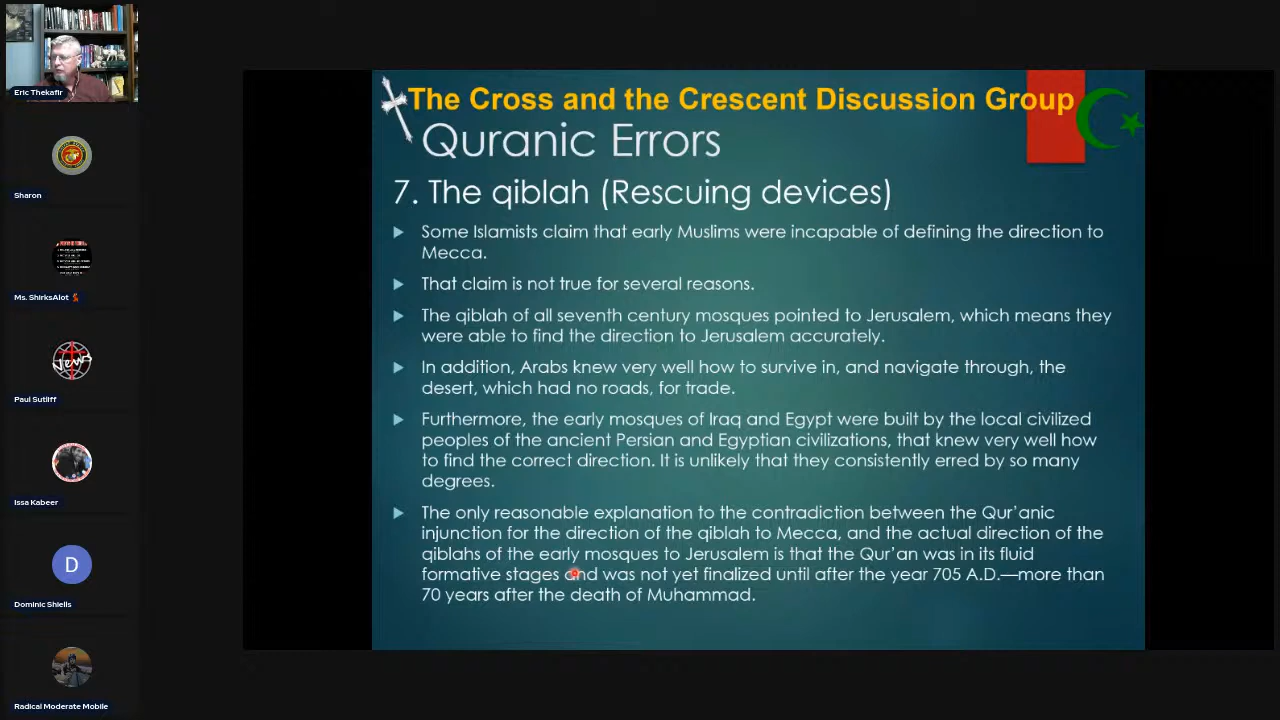 Eric Thekafir
Sharon
Ms. ShirksAlot
Paul Sutliff
Issa Kabeer
D
Dominic Shiells
Radical Moderate Mobile
The Cross and the Crescent Discussion Group
Quranic Errors
7. The qiblah (Rescuing devices)
Some Islamists claim that early Muslims were incapable of defining the direction to
Mecca.
That claim is not true for several reasons.
The qiblah of all seventh century mosques pointed to Jerusalem, which means they
were able to find the direction to Jerusalem accurately.
In addition, Arabs knew very well how to survive in, and navigate through, the
desert, which had no roads, for trade.
Furthermore, the early mosques of Iraq and Egypt were built by the local civilized
peoples of the ancient Persian and Egyptian civilizations, that knew very well how
to find the correct direction. It is unlikely that they consistently erred by so many
degrees.
The only reasonable explanation to the contradiction between the Qur'anic
injunction for the direction of the qiblah to Mecca, and the actual direction of the
qiblahs of the early mosques to Jerusalem is that the Qur'an was in its fluid
formative stages and was not yet finalized until after the year 705 A.D.—more than
70 years after the death of Muhammad.